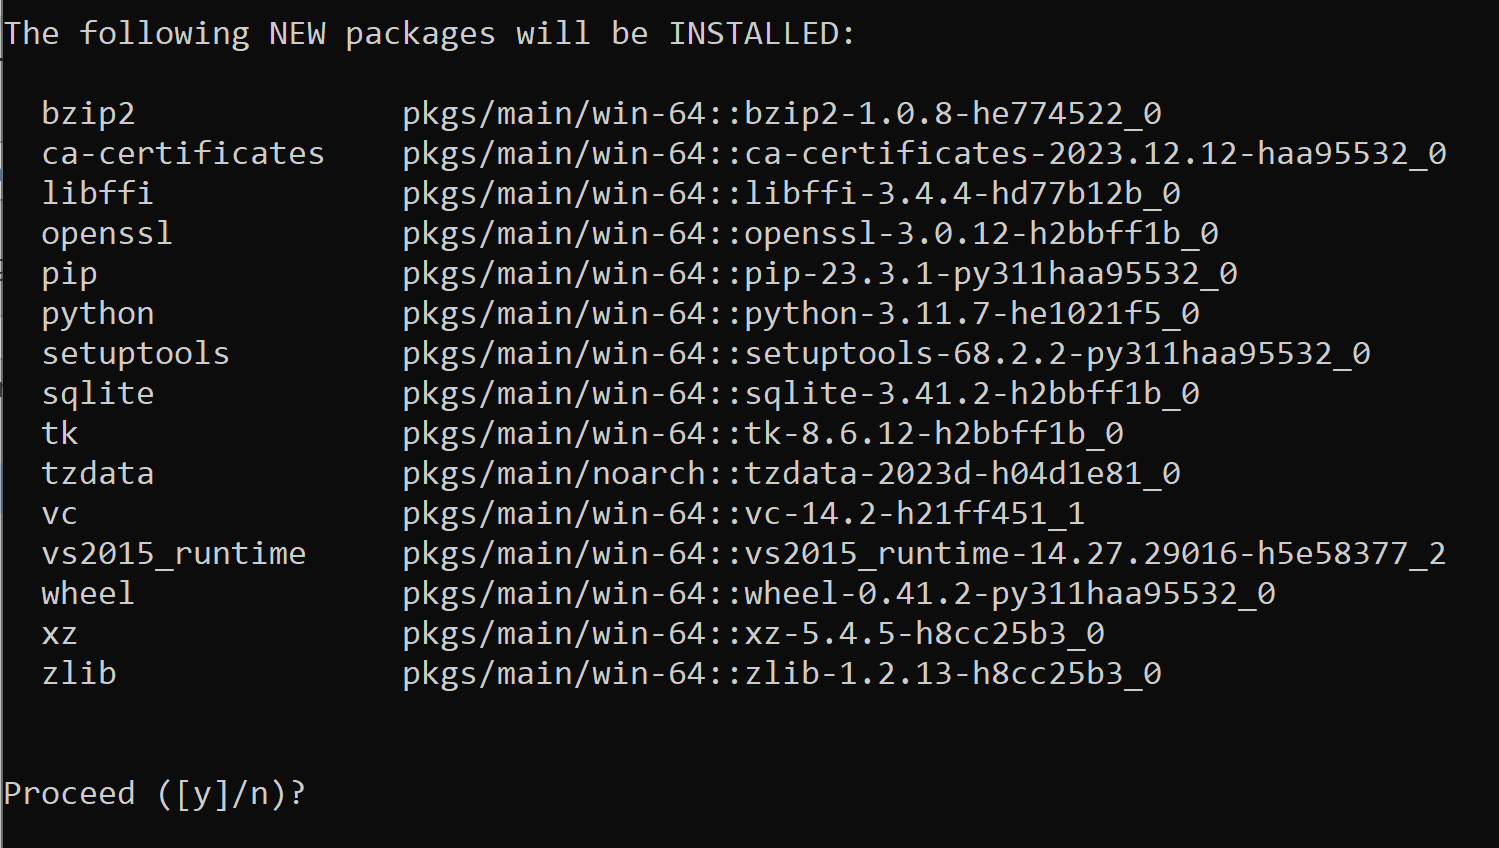 The following NEW packages will be INSTALLED:
bzip2 pkgs/main/win-64::bzip2-1.0.8-he774522_0
ca-certificates pkgs/main/win-64::ca-certificates-2023.12.12-haa95532_0
libffi pkgs/main/win-64::libffi-3.4.4-hd77b12b_0
openssl pkgs/main/win-64::openssl-3.0.12-h2bbff1b_0
pip pkgs/main/win-64::pip-23.3.1-py311haa95532_0
python pkgs/main/win-64::python-3.11.7-he1021f5_0
setuptools pkgs/main/win-64::setuptools-68.2.2-py311haa95532_0
sqlite pkgs/main/win-64::sqlite-3.41.2-h2bbff1b_0
tk pkgs/main/win-64::tk-8.6.12-h2bbff1b_0
tzdata pkgs/main/noarch::tzdata-2023d-h04d1e81_0
vc pkgs/main/win-64::vc-14.2-h21ff451_1
vs2015_runtime pkgs/main/win-64::vs2015_runtime-14.27.29016-h5e58377_2
wheel pkgs/main/win-64::wheel-0.41.2-py311haa95532_0
xz pkgs/main/win-64::xz-5.4.5-h8cc25b3_0
zlib pkgs/main/win-64::zlib-1.2.13-h8cc25b3_0
Proceed ([y]/n)?